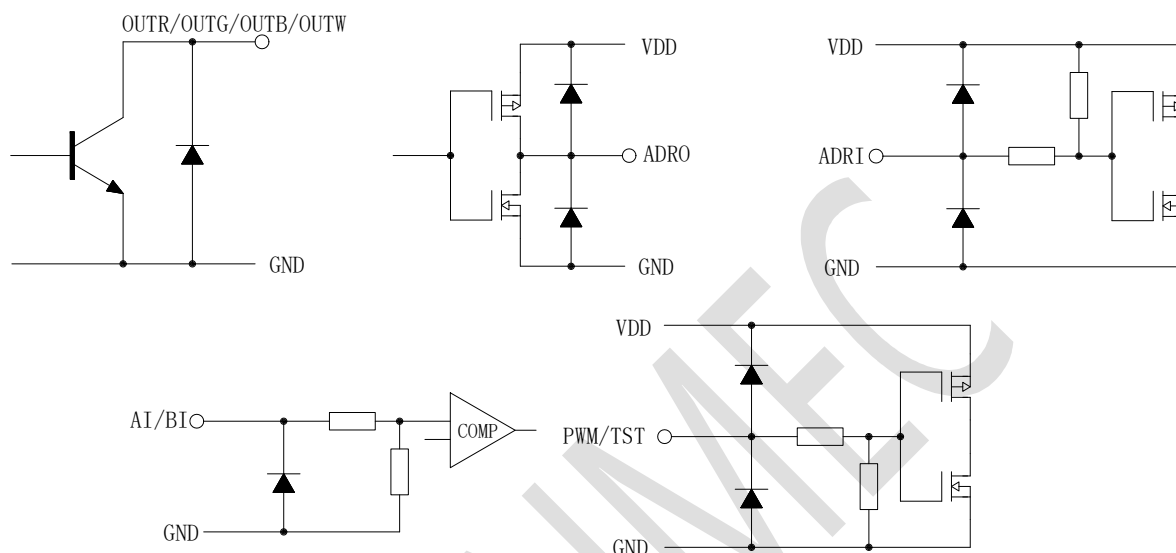 OUTR/OUTG/OUTB/OUTW
GND
VDD
ADRO
GND
VDD
ADRI
GND
AI/BI
COMP
GND
VDD
PWM/TST
GND